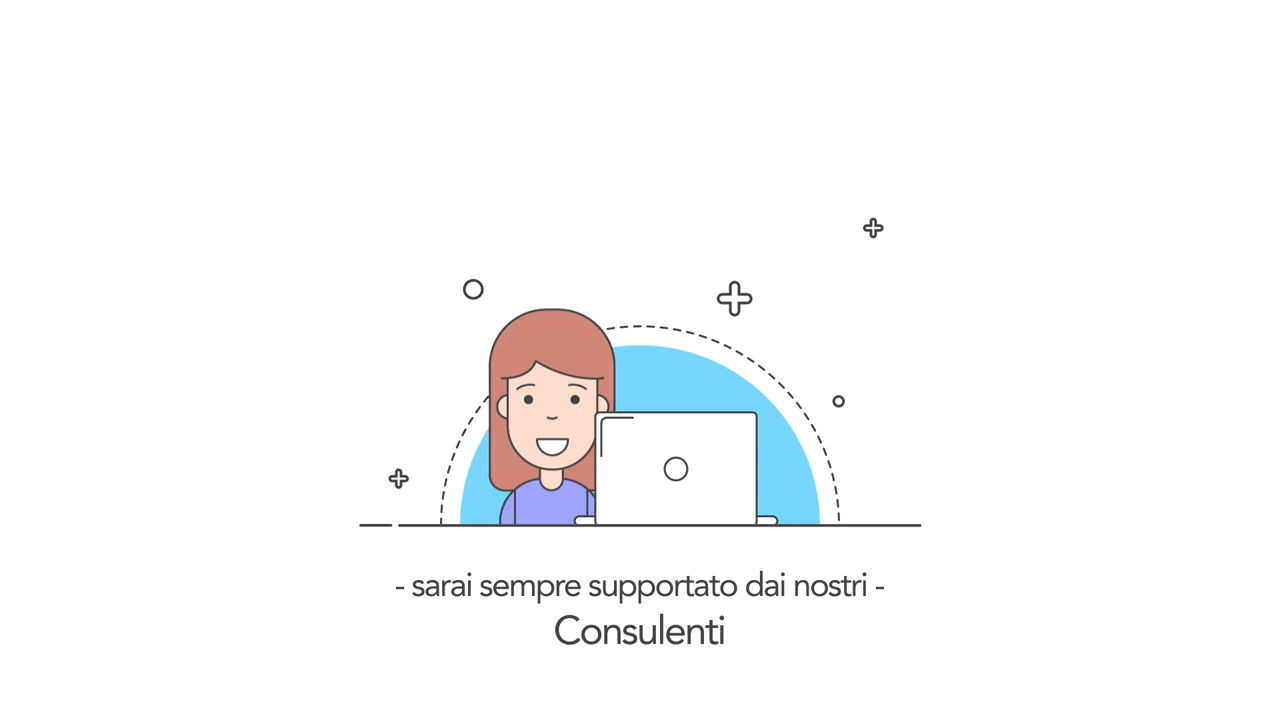 - sarai sempre supportato dai nostri -
Consulenti